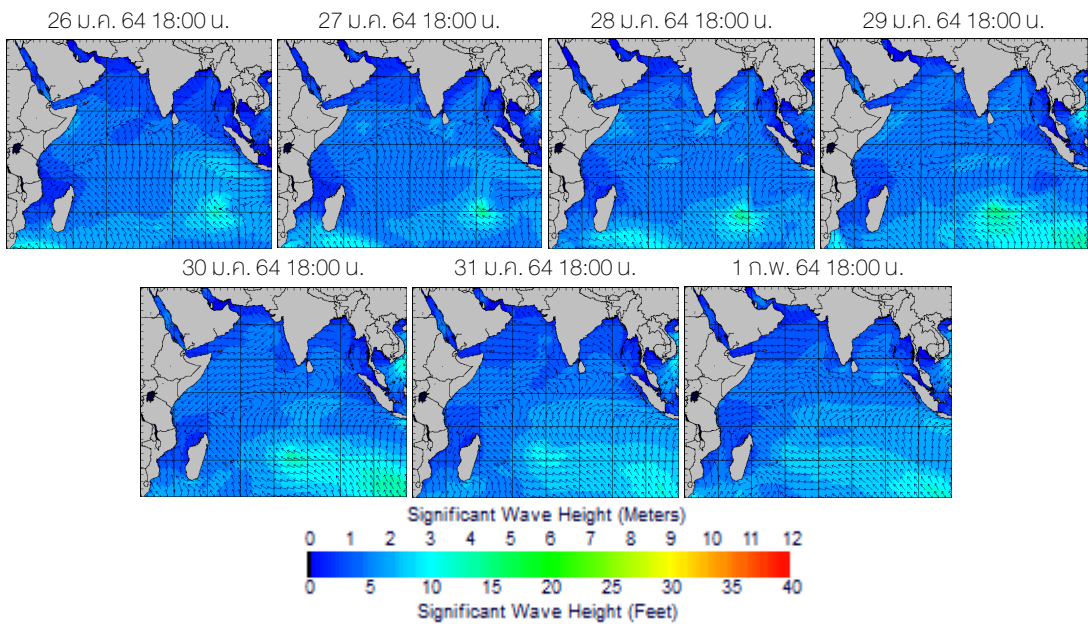 26 ม.ค. 64 18:00 น.
27 ม.ค. 64 18:00 น.
28 ม.ค. 64 18:00 น.
29 ม.ค. 64 18:00 น.
30 ม.ค. 64 18:00 น.
31 ม.ค. 64 18:00 น.
1 ก.พ. 64 18:00 น.
Significant Wave Height (Meters)
0 1 2 3 4 5 6 7 8 9 10 11 12
0 5 10 15 20 25 30 35 40
Significant Wave Height (Feet)